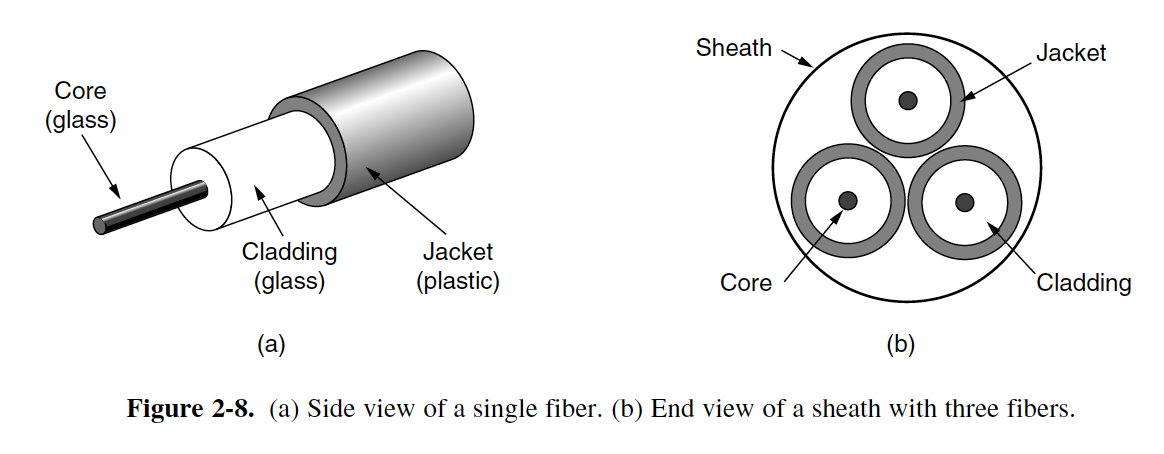 Core
(glass)
Cladding
(glass)
Jacket
(plastic)
(a)
Sheath
Jacket
Core
Cladding
(b)
Figure 2-8. (a) Side view of a single fiber. (b) End view of a sheath with three fibers.